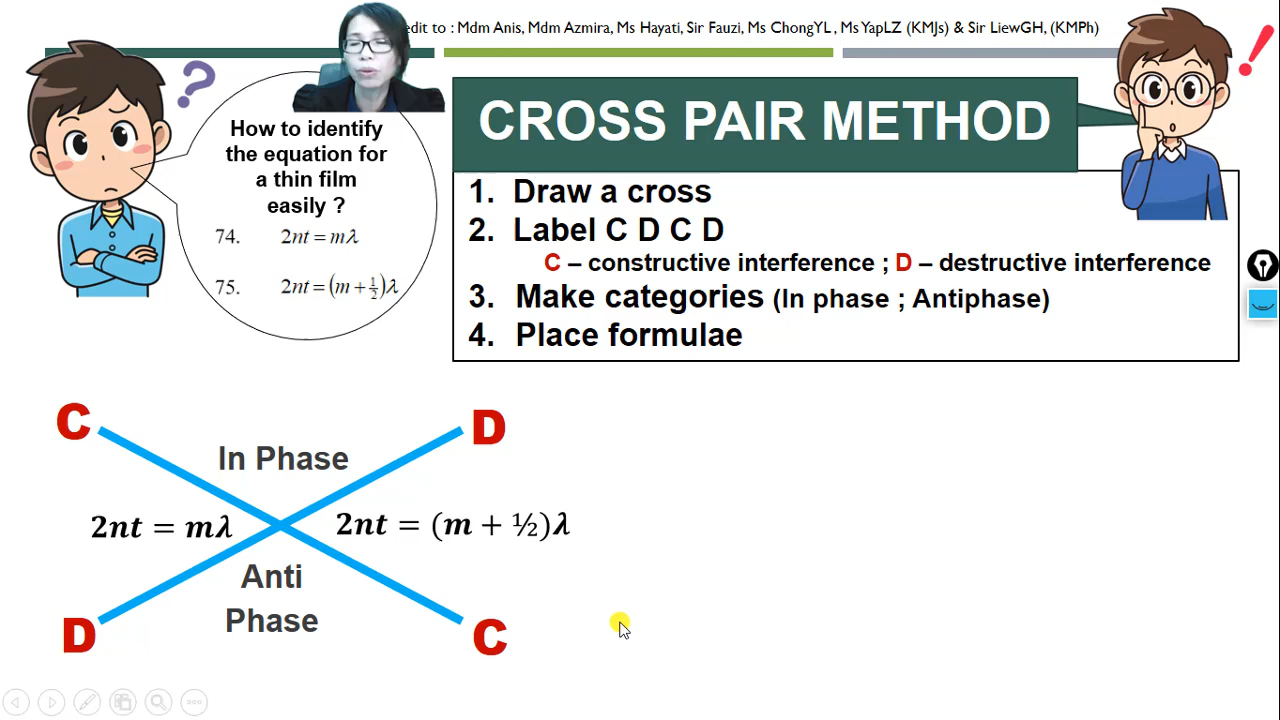 edit to : Mdm Anis, Mdm Azmira, Ms Hayati, Sir Fauzi, Ms ChongYL , Ms YapLZ (KMJs) & Sir LiewGH, (KMPh)
?
!
How to identify
the equation for
a thin film
easily ?
74. 2nt = mλ
75. 2nt = (m + ½)λ
CROSS PAIR METHOD
1. Draw a cross
2. Label C D C D
C – constructive interference ; D – destructive interference
3. Make categories (In phase ; Antiphase)
4. Place formulae
C
D
In Phase
2nt = mλ
2nt = (m + ½)λ
Anti
Phase
D
C